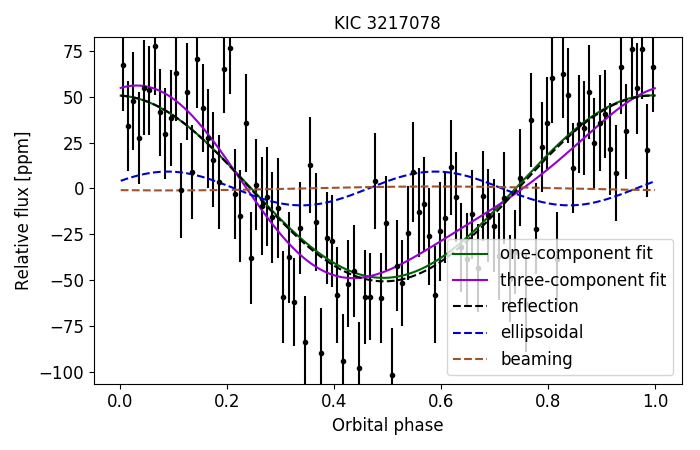 KIC 3217078
Relative flux [ppm]
75
50
25
0
−25
−50
−75
−100
one-component fit
three-component fit
reflection
ellipsoidal
beaming
0.0 0.2 0.4 0.6 0.8 1.0
Orbital phase